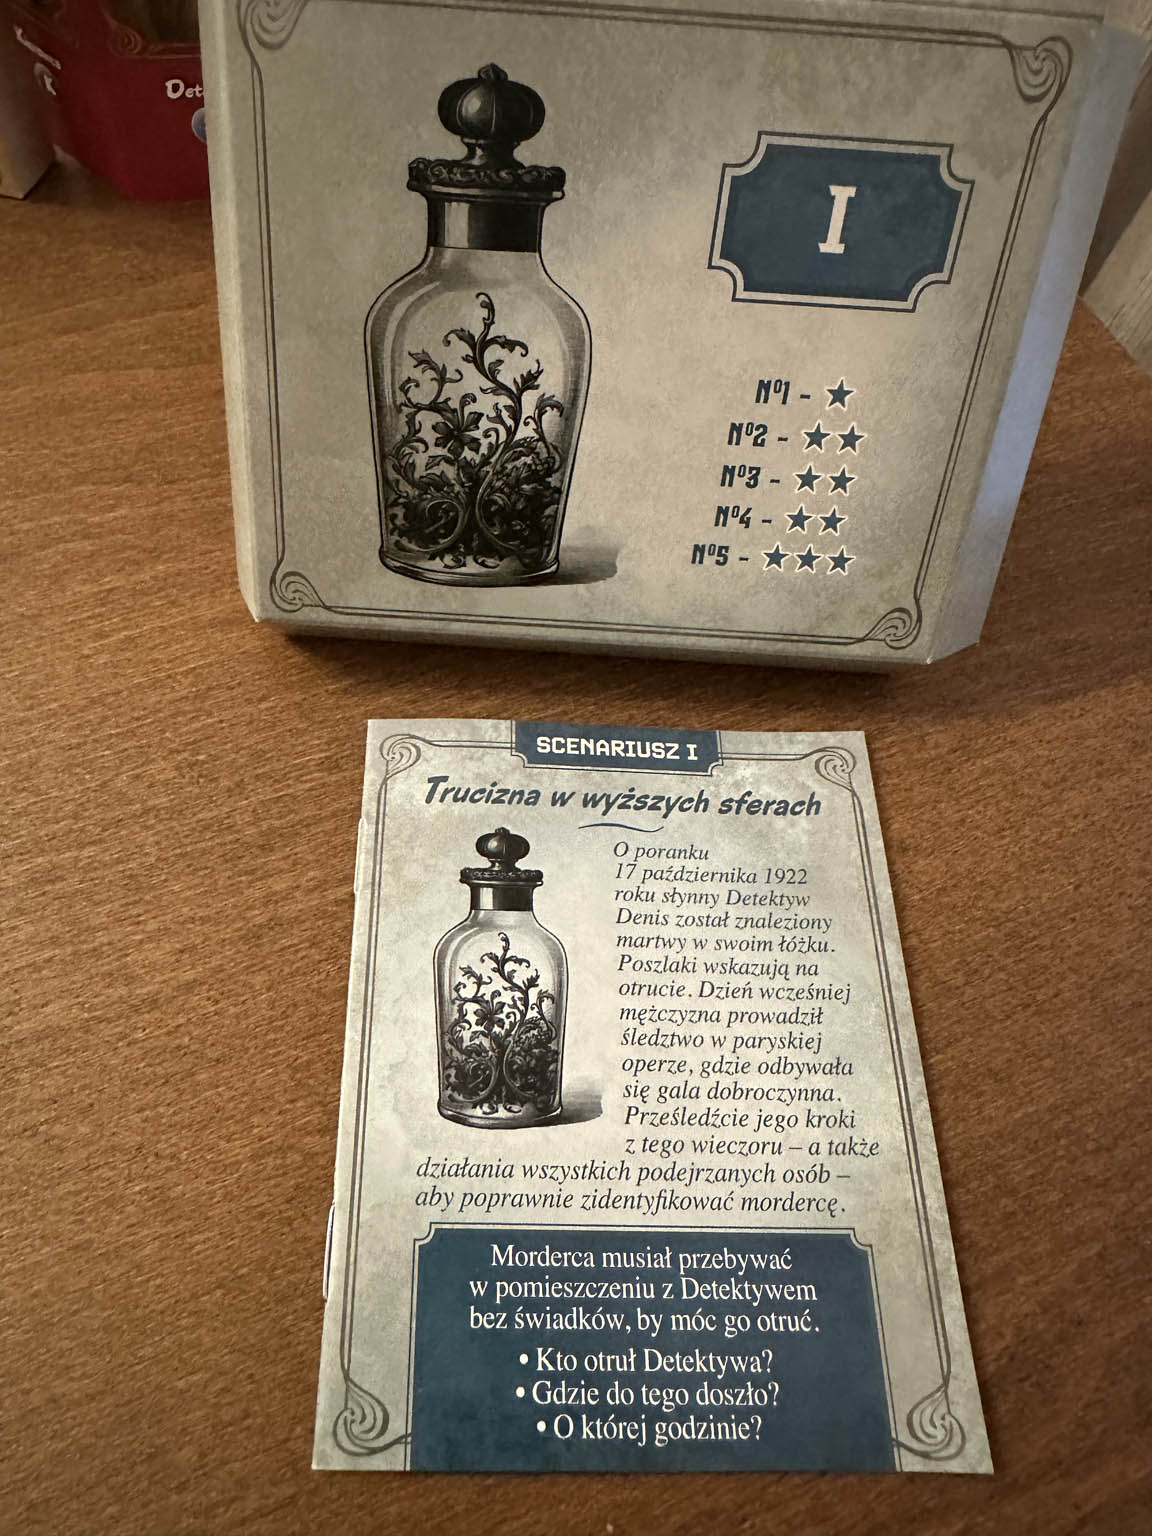 I
Nº1 - ★
Nº2 - ★★
Nº3 - ★★
Nº4 - ★★
Nº5 - ★★★
SCENARIUSZ I
Trucizna w wyższych sferach
O poranku
17 października 1922
roku słynny Detektyw
Denis został znaleziony
martwy w swoim łóżku.
Poszlaki wskazują na
otrucie. Dzień wcześniej
mężczyzna prowadził
śledztwo w paryskiej
operze, gdzie odbywała
się gala dobroczynna.
Prześledźcie jego kroki
z tego wieczoru – a także
działania wszystkich podejrzanych osób –
aby poprawnie zidentyfikować mordercę.
Morderca musiał przebywać
w pomieszczeniu z Detektywem
bez świadków, by móc go otruć.
• Kto otruł Detektywa?
• Gdzie do tego doszło?
• O której godzinie?